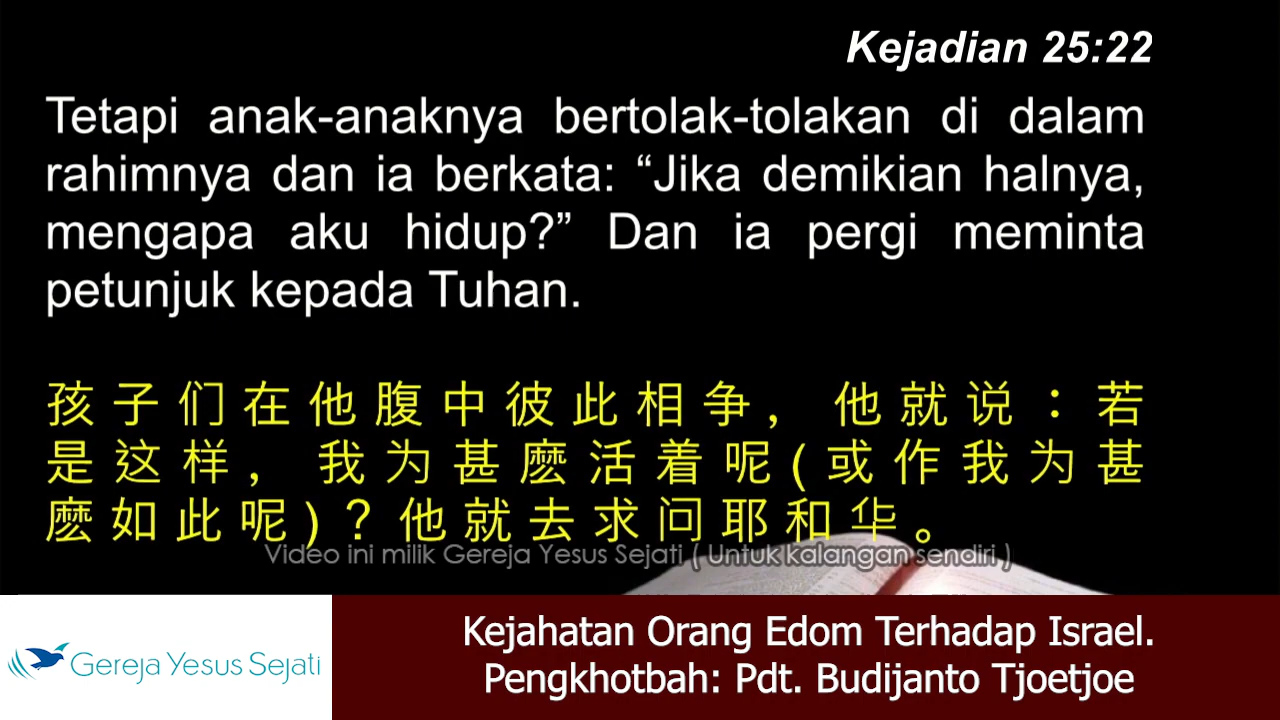 Kejadian 25:22
Tetapi anak-anaknya bertolak-tolakan di dalam
rahimnya dan ia berkata: “Jika demikian halnya,
mengapa aku hidup?” Dan ia pergi meminta
petunjuk kepada Tuhan.
孩子们在他腹中彼此相争，他就说：若
是这样，我为甚麽活着呢(或作我为甚
麽如此呢)？他就去求问耶和华。
Video ini milik Gereja Yesus Sejati ( Untuk kalangan sendiri )
Gereja Yesus Sejati
Kejahatan Orang Edom Terhadap Israel.
Pengkhotbah: Pdt. Budijanto Tjoetjoe